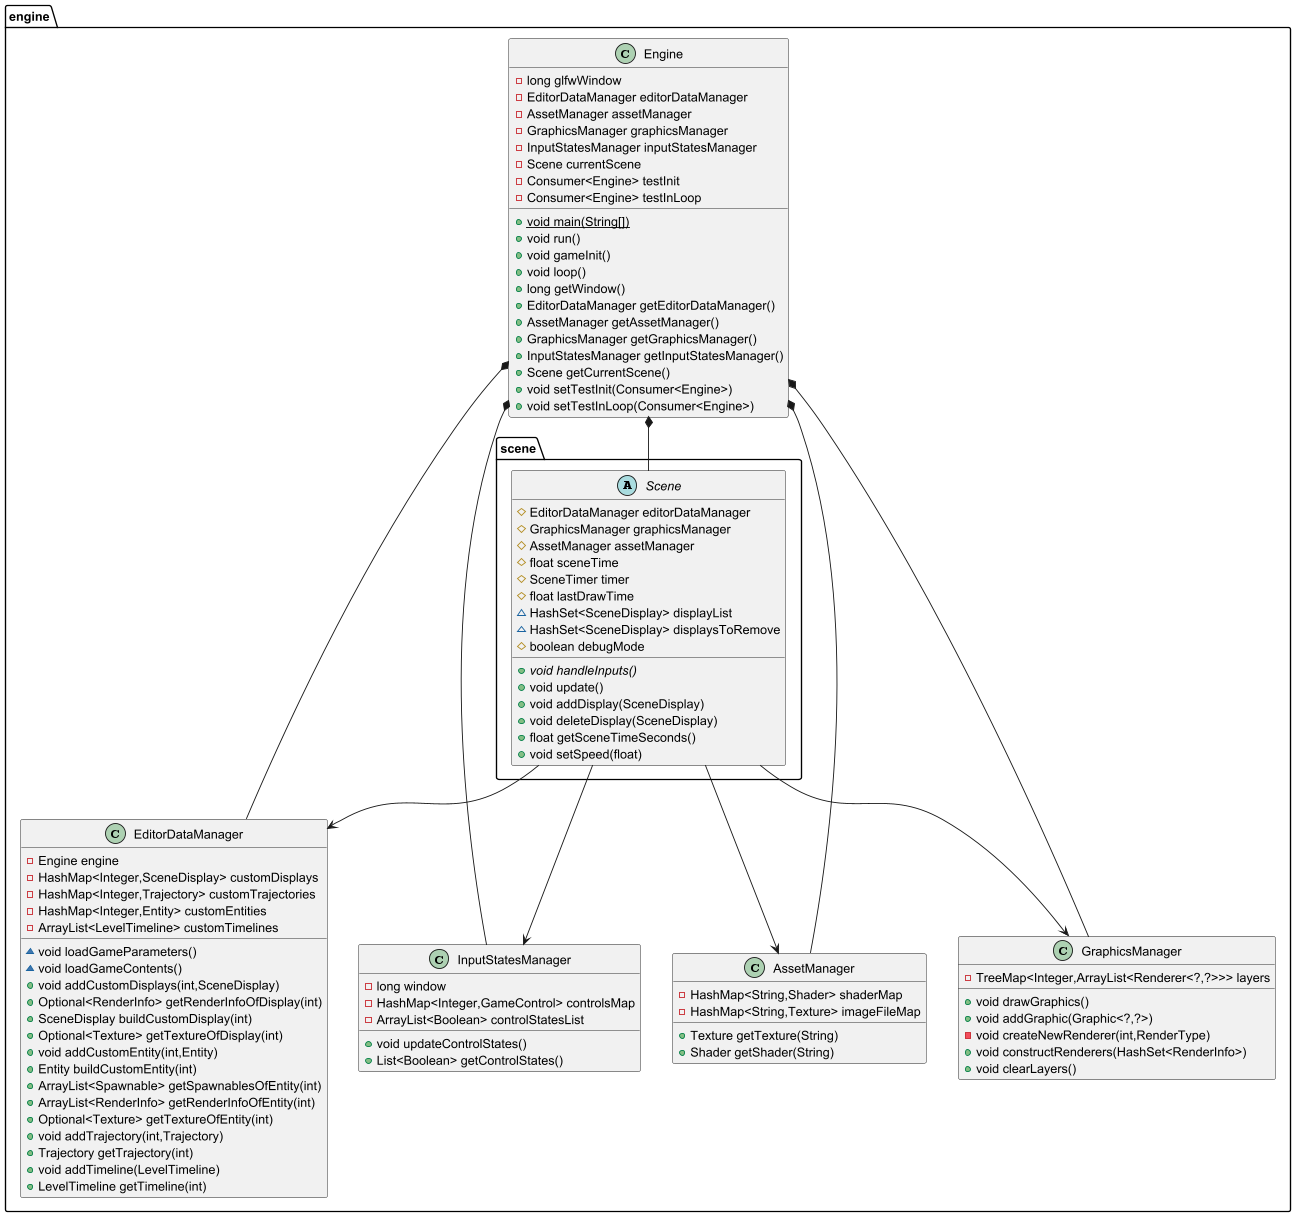 engine
C Engine
long glfwWindow
EditorDataManager editorDataManager
AssetManager assetManager
GraphicsManager graphicsManager
InputStatesManager inputStatesManager
Scene currentScene
Consumer<Engine> testInit
Consumer<Engine> testInLoop
void main(String[])
void run()
void gameInit()
void loop()
long getWindow()
EditorDataManager getEditorDataManager()
AssetManager getAssetManager()
GraphicsManager getGraphicsManager()
InputStatesManager getInputStatesManager()
Scene getCurrentScene()
void setTestInit(Consumer<Engine>)
void setTestInLoop(Consumer<Engine>)
scene
A Scene
EditorDataManager editorDataManager
GraphicsManager graphicsManager
AssetManager assetManager
float sceneTime
SceneTimer timer
float lastDrawTime
HashSet<SceneDisplay> displayList
HashSet<SceneDisplay> displaysToRemove
boolean debugMode
void handleInputs()
void update()
void addDisplay(SceneDisplay)
void deleteDisplay(SceneDisplay)
float getSceneTimeSeconds()
void setSpeed(float)
C EditorDataManager
Engine engine
HashMap<Integer,SceneDisplay> customDisplays
HashMap<Integer,Trajectory> customTrajectories
HashMap<Integer,Entity> customEntities
ArrayList<LevelTimeline> customTimelines
void loadGameParameters()
void loadGameContents()
void addCustomDisplays(int,SceneDisplay)
Optional<RenderInfo> getRenderInfoOfDisplay(int)
SceneDisplay buildCustomDisplay(int)
Optional<Texture> getTextureOfDisplay(int)
void addCustomEntity(int,Entity)
Entity buildCustomEntity(int)
ArrayList<Spawnable> getSpawnablesOfEntity(int)
ArrayList<RenderInfo> getRenderInfoOfEntity(int)
Optional<Texture> getTextureOfEntity(int)
void addTrajectory(int,Trajectory)
Trajectory getTrajectory(int)
void addTimeline(LevelTimeline)
LevelTimeline getTimeline(int)
C InputStatesManager
long window
HashMap<Integer,GameControl> controlsMap
ArrayList<Boolean> controlStatesList
void updateControlStates()
List<Boolean> getControlStates()
C AssetManager
HashMap<String,Shader> shaderMap
HashMap<String,Texture> imageFileMap
Texture getTexture(String)
Shader getShader(String)
C GraphicsManager
TreeMap<Integer,ArrayList<Renderer<?,?>>> layers
void drawGraphics()
void addGraphic(Graphic<?,?>)
void createNewRenderer(int,RenderType)
void constructRenderers(HashSet<RenderInfo>)
void clearLayers()